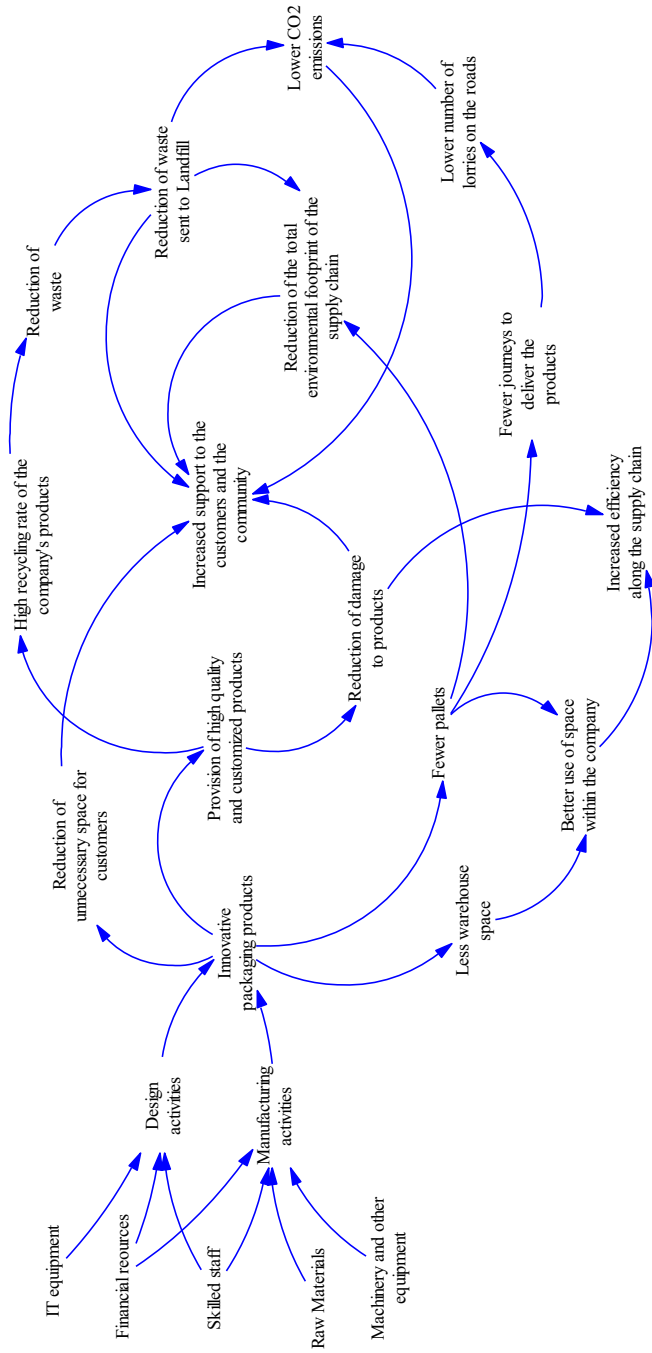 IT equipment
Financial reources
Skilled staff
Raw Materials
Machinery and other
equipment
Design
activities
Manufacturing
activities
Innovative
packaging products
Reduction of
unnecessary space for
customers
Provision of high quality
and customized products
Fewer pallets
Less warehouse
space
High recycling rate of the
company's products
Increased support to the
customers and the
community
Reduction of damage
to products
Better use of space
within the company
Increased efficiency
along the supply chain
Reduction of
waste
Reduction of waste
sent to Landfill
Reduction of the total
environmental footprint of the
supply chain
Fewer journeys to
deliver the
products
Lower CO2
emissions
Lower number of
lorries on the roads